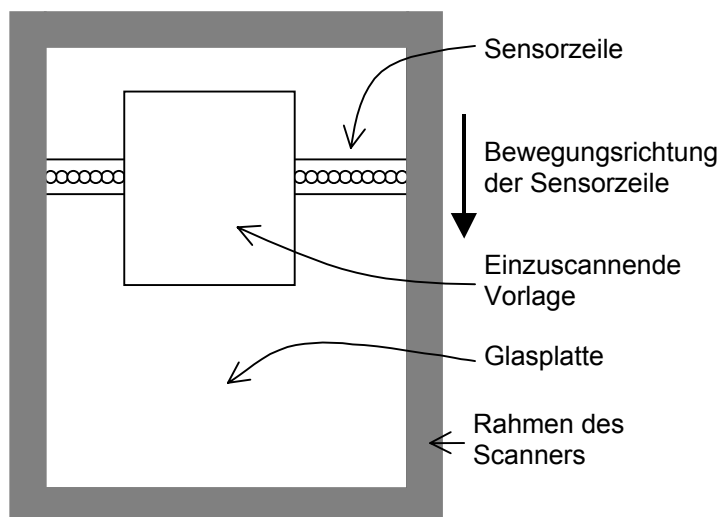 Sensorzeile
Bewegungsrichtung
der Sensorzeile
Einzuscannende
Vorlage
Glasplatte
Rahmen des
Scanners